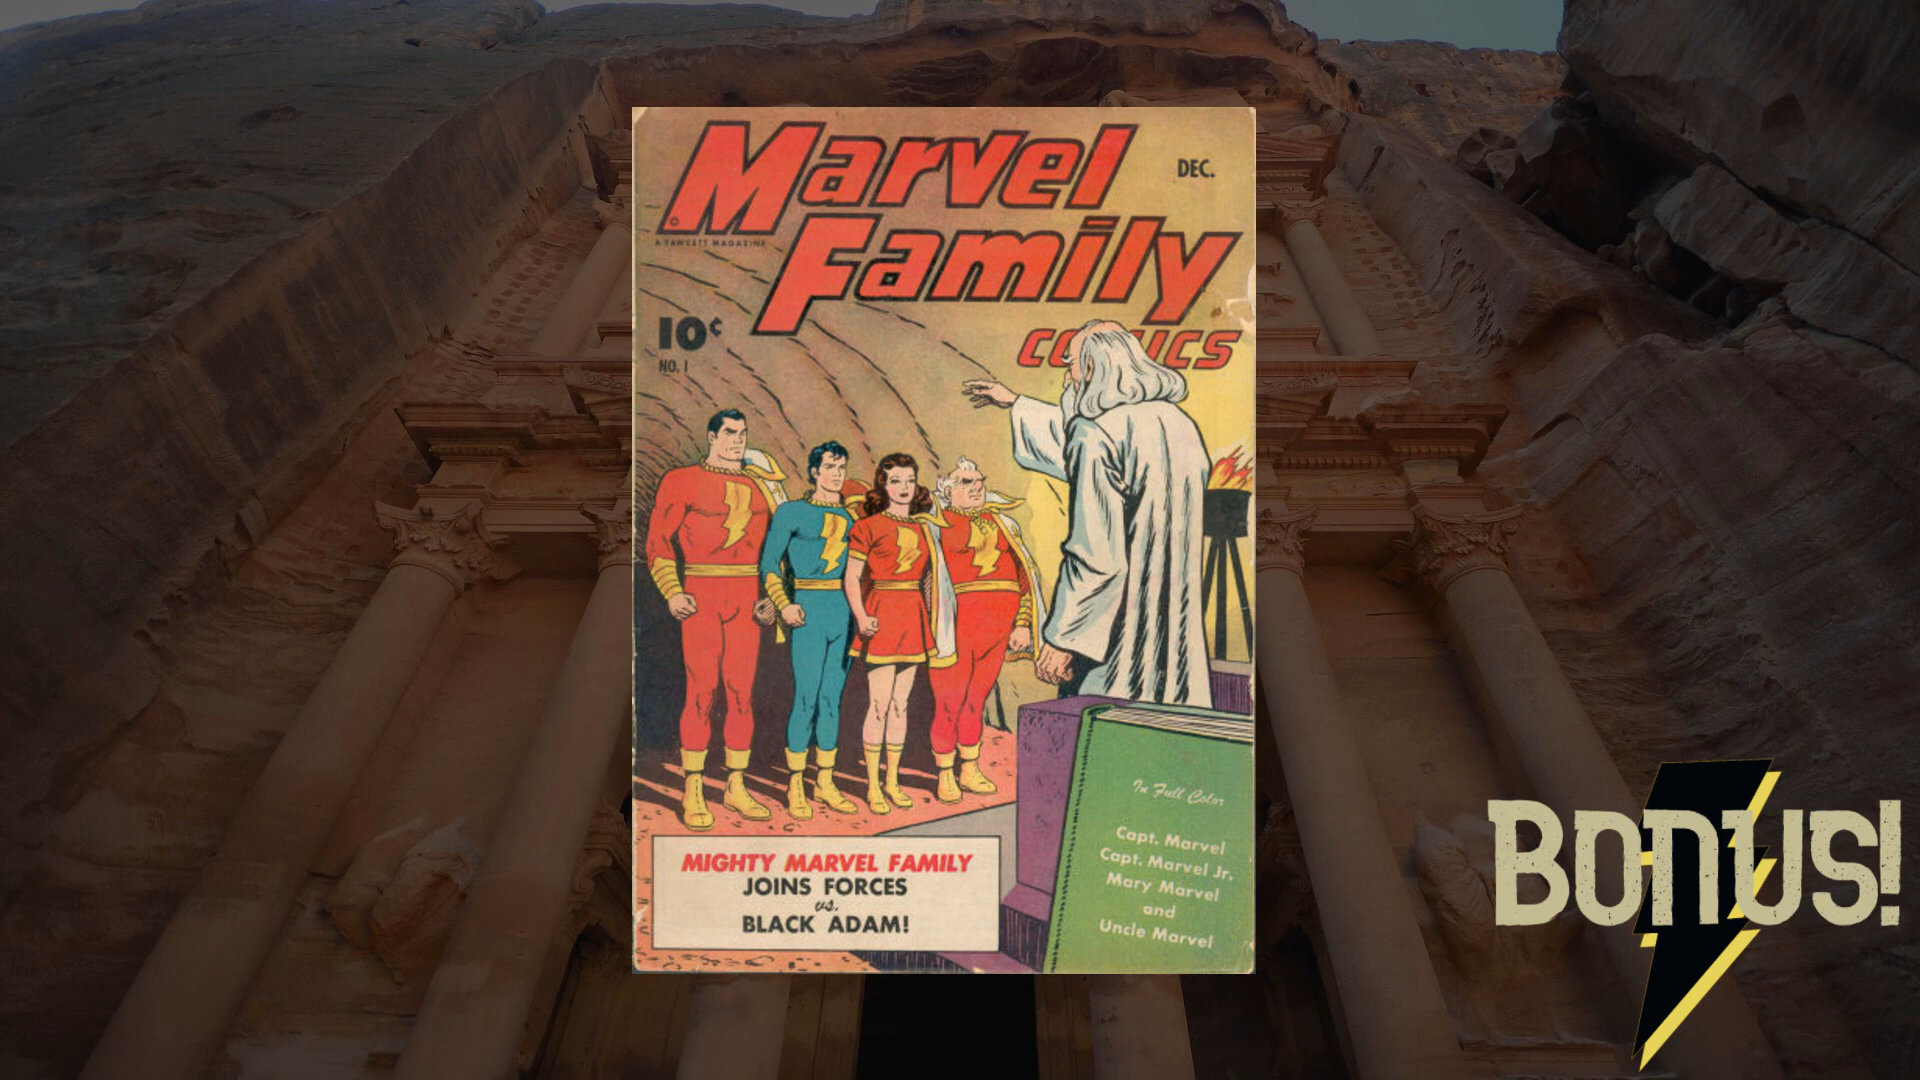 Marvel
DEC.
Family
COMICS
©
A FAWCETT MAGAZINE
10¢
NO. 1
In Full Color
Capt. Marvel
Capt. Marvel Jr.
Mary Marvel
and
Uncle Marvel
MIGHTY MARVEL FAMILY
JOINS FORCES
vs.
BLACK ADAM!
BONUS!